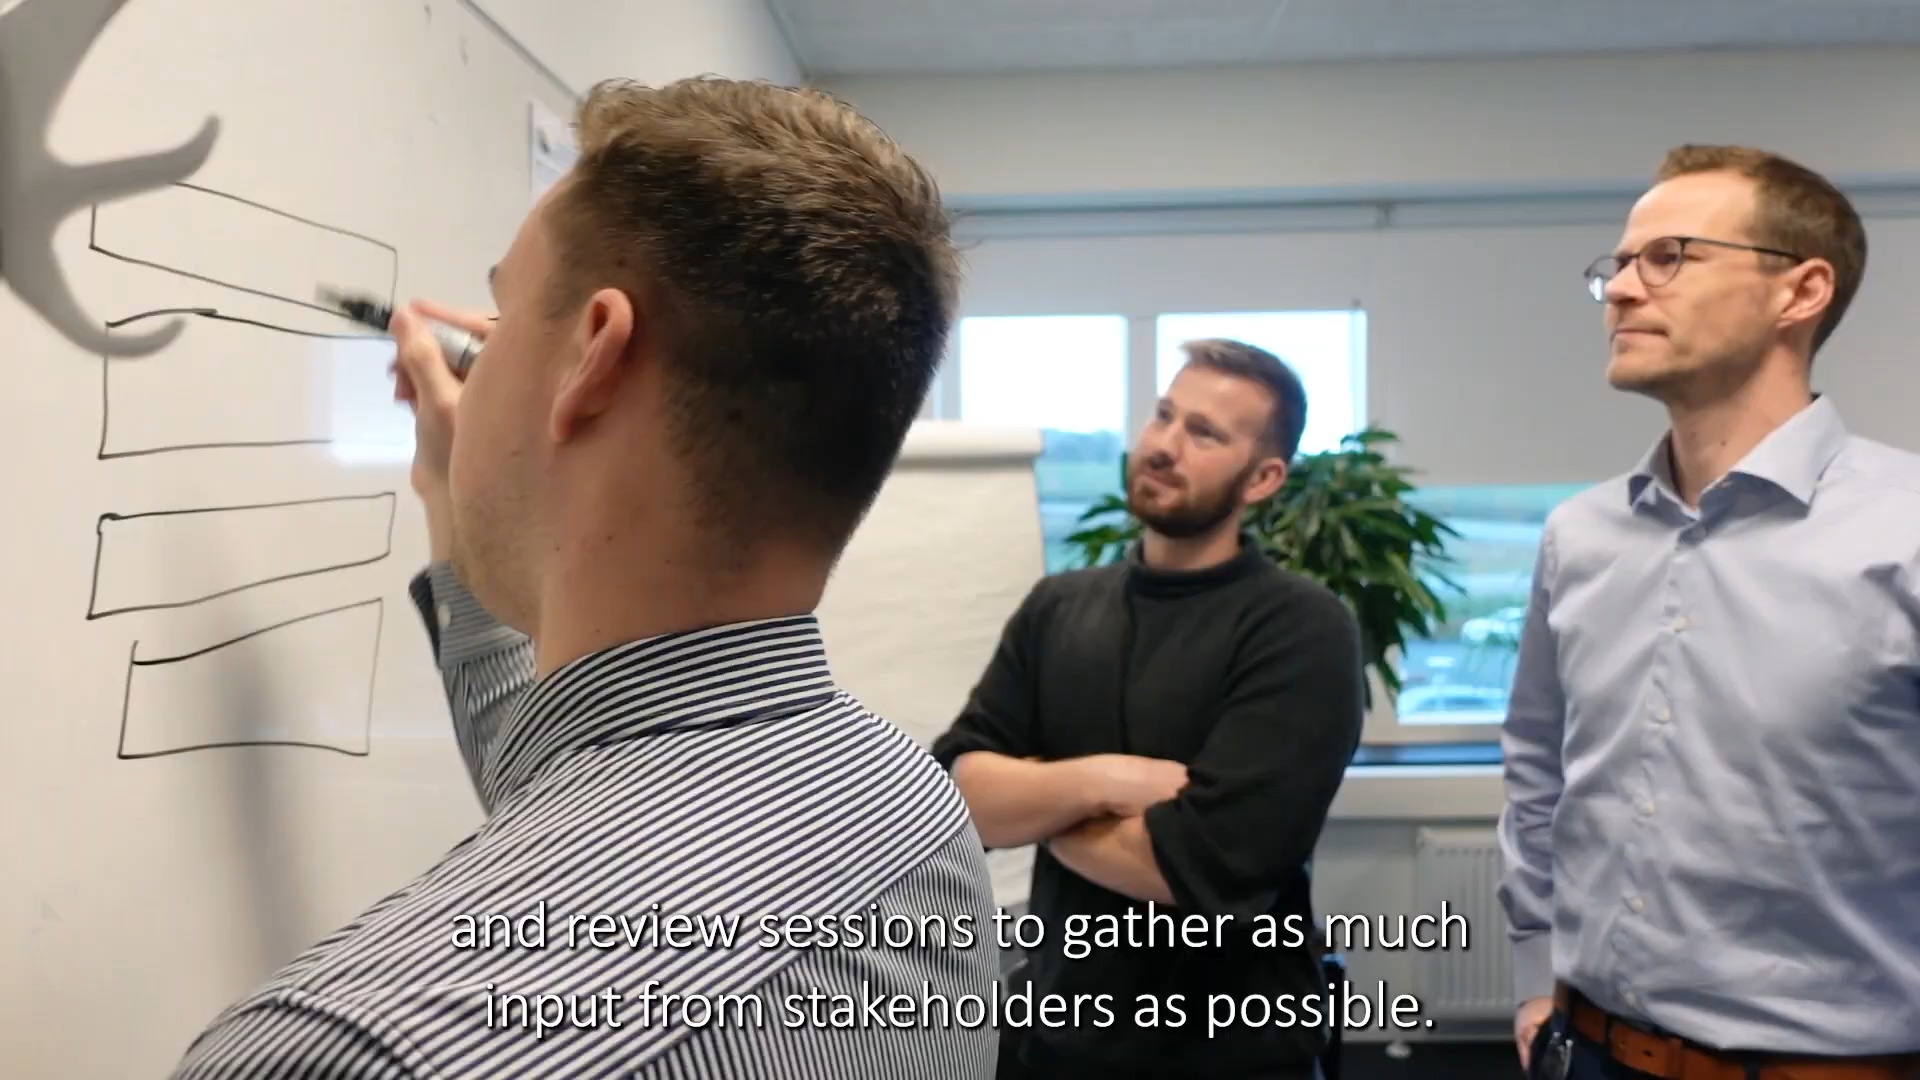 and review sessions to gather as much
input from stakeholders as possible.